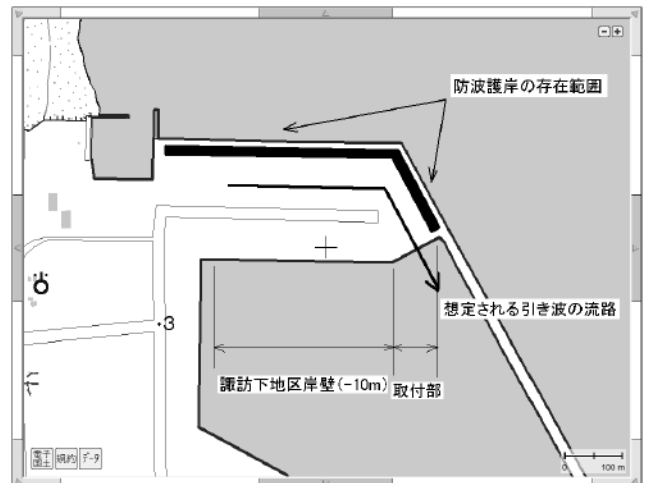 防波護岸の存在範囲
想定される引き波の流路
・3
諏訪下地区岸壁(-10m)
取付部
電子
国土
規約
データ
0 100 m